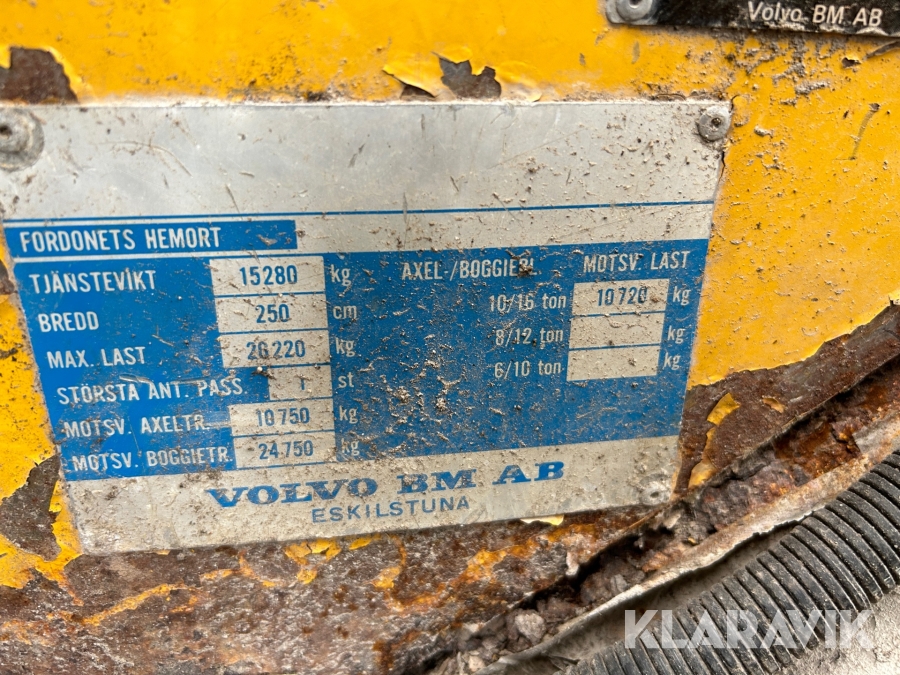 Volvo BM AB
FORDONETS HEMORT
TJÄNSTEVIKT 15280 kg
BREDD 250 cm
MAX. LAST 26220 kg
STÖRSTA ANT. PASS 1 st
MOTSV. AXELTR. 10750 kg
MOTSV. BOGGIETR. 24750 kg
AXEL-/BOGGIEBL. MOTSV. LAST
10/16 ton 10720 kg
8/12 ton kg
6/10 ton kg
VOLVO BM AB
ESKILSTUNA
KLARAVIK